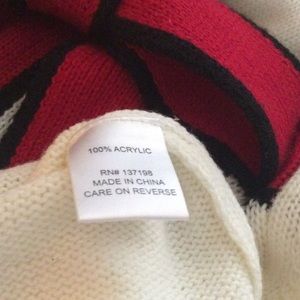 100% ACRYLIC
RN# 137198
MADE IN CHINA
CARE ON REVERSE